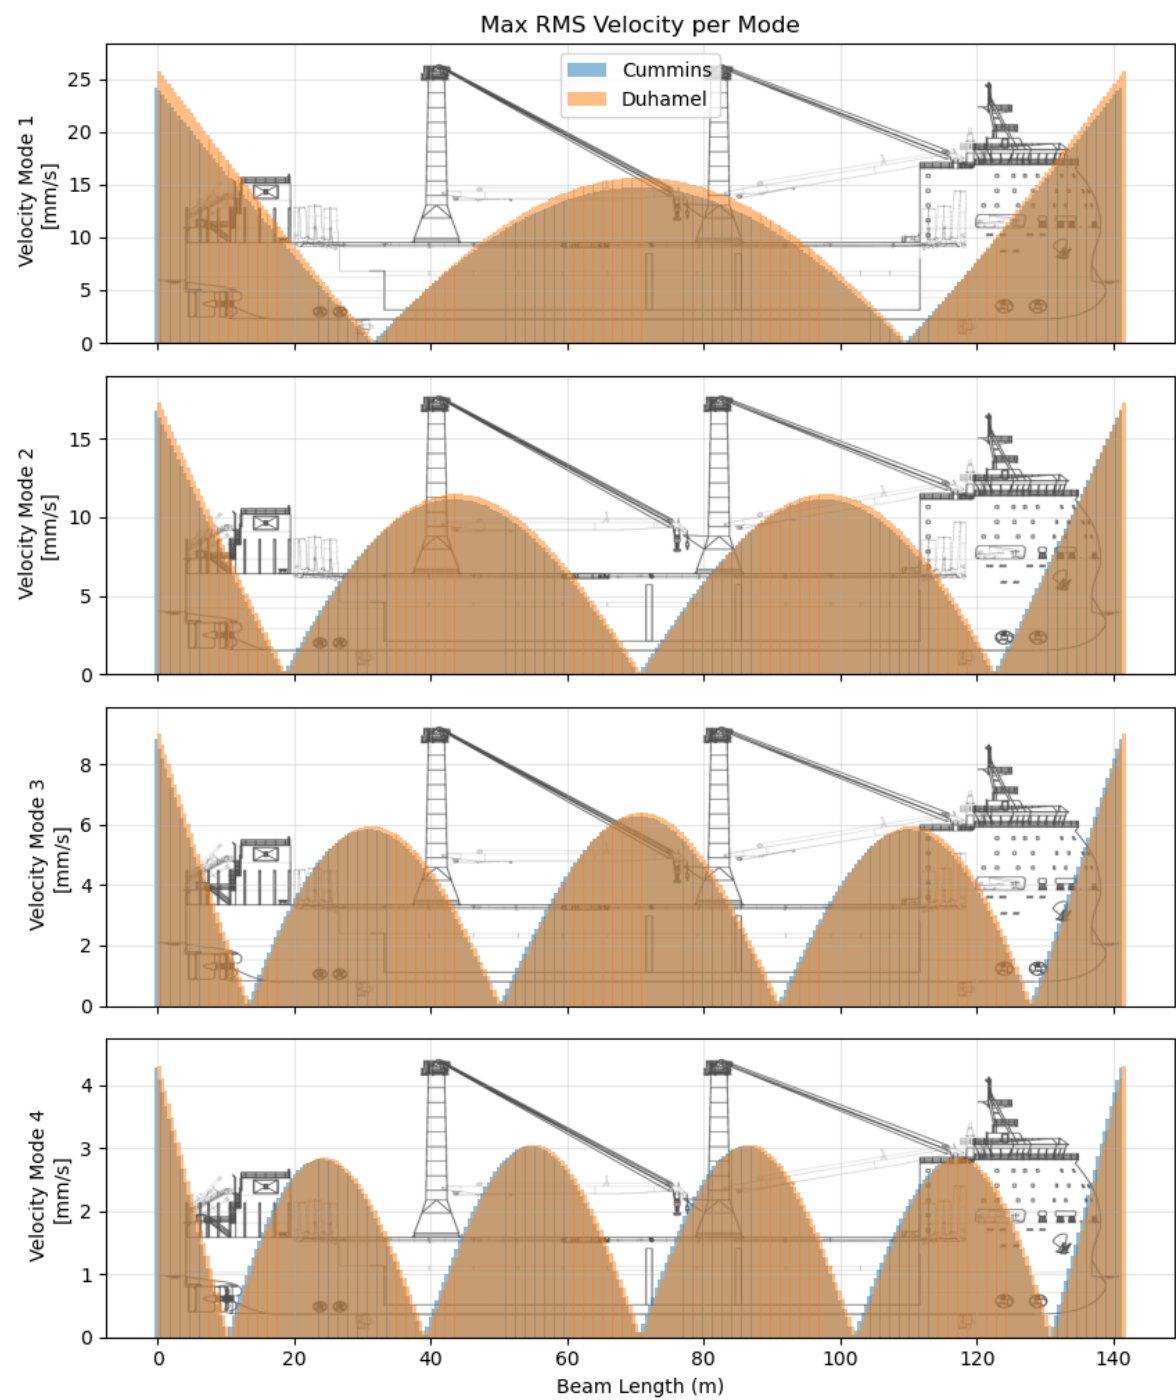 Max RMS Velocity per Mode
Cummins
Duhamel
Velocity Mode 1
[mm/s]
25
20
15
10
5
0
Velocity Mode 2
[mm/s]
15
10
5
0
Velocity Mode 3
[mm/s]
8
6
4
2
0
Velocity Mode 4
[mm/s]
4
3
2
1
0
0 20 40 60 80 100 120 140
Beam Length (m)